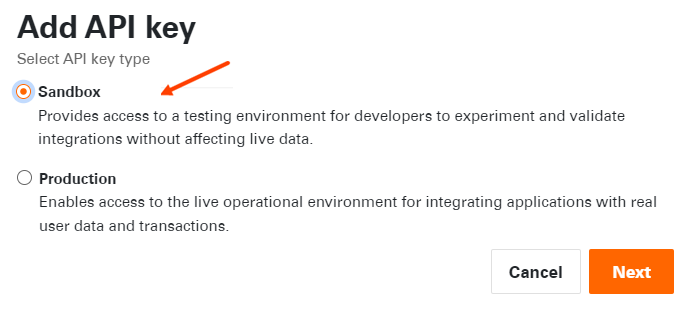 Add API key
Select API key type
Sandbox
Provides access to a testing environment for developers to experiment and validate
integrations without affecting live data.
Production
Enables access to the live operational environment for integrating applications with real
user data and transactions.
Cancel
Next